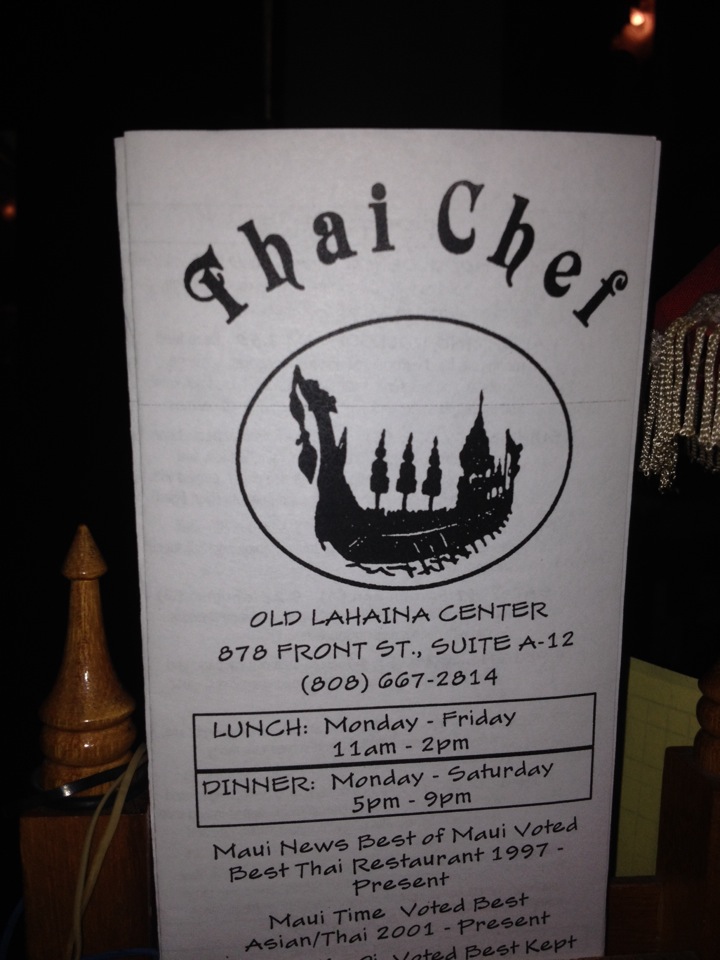 Thai Chef
OLD LAHAINA CENTER
878 FRONT ST., SUITE A-12
(808) 667-2814
LUNCH: Monday - Friday
11am - 2pm
DINNER: Monday - Saturday
5pm - 9pm
Maui News Best of Maui Voted
Best Thai Restaurant 1997 -
Present
Maui Time Voted Best
Asian/Thai 2001 - Present
Voted Best Kept